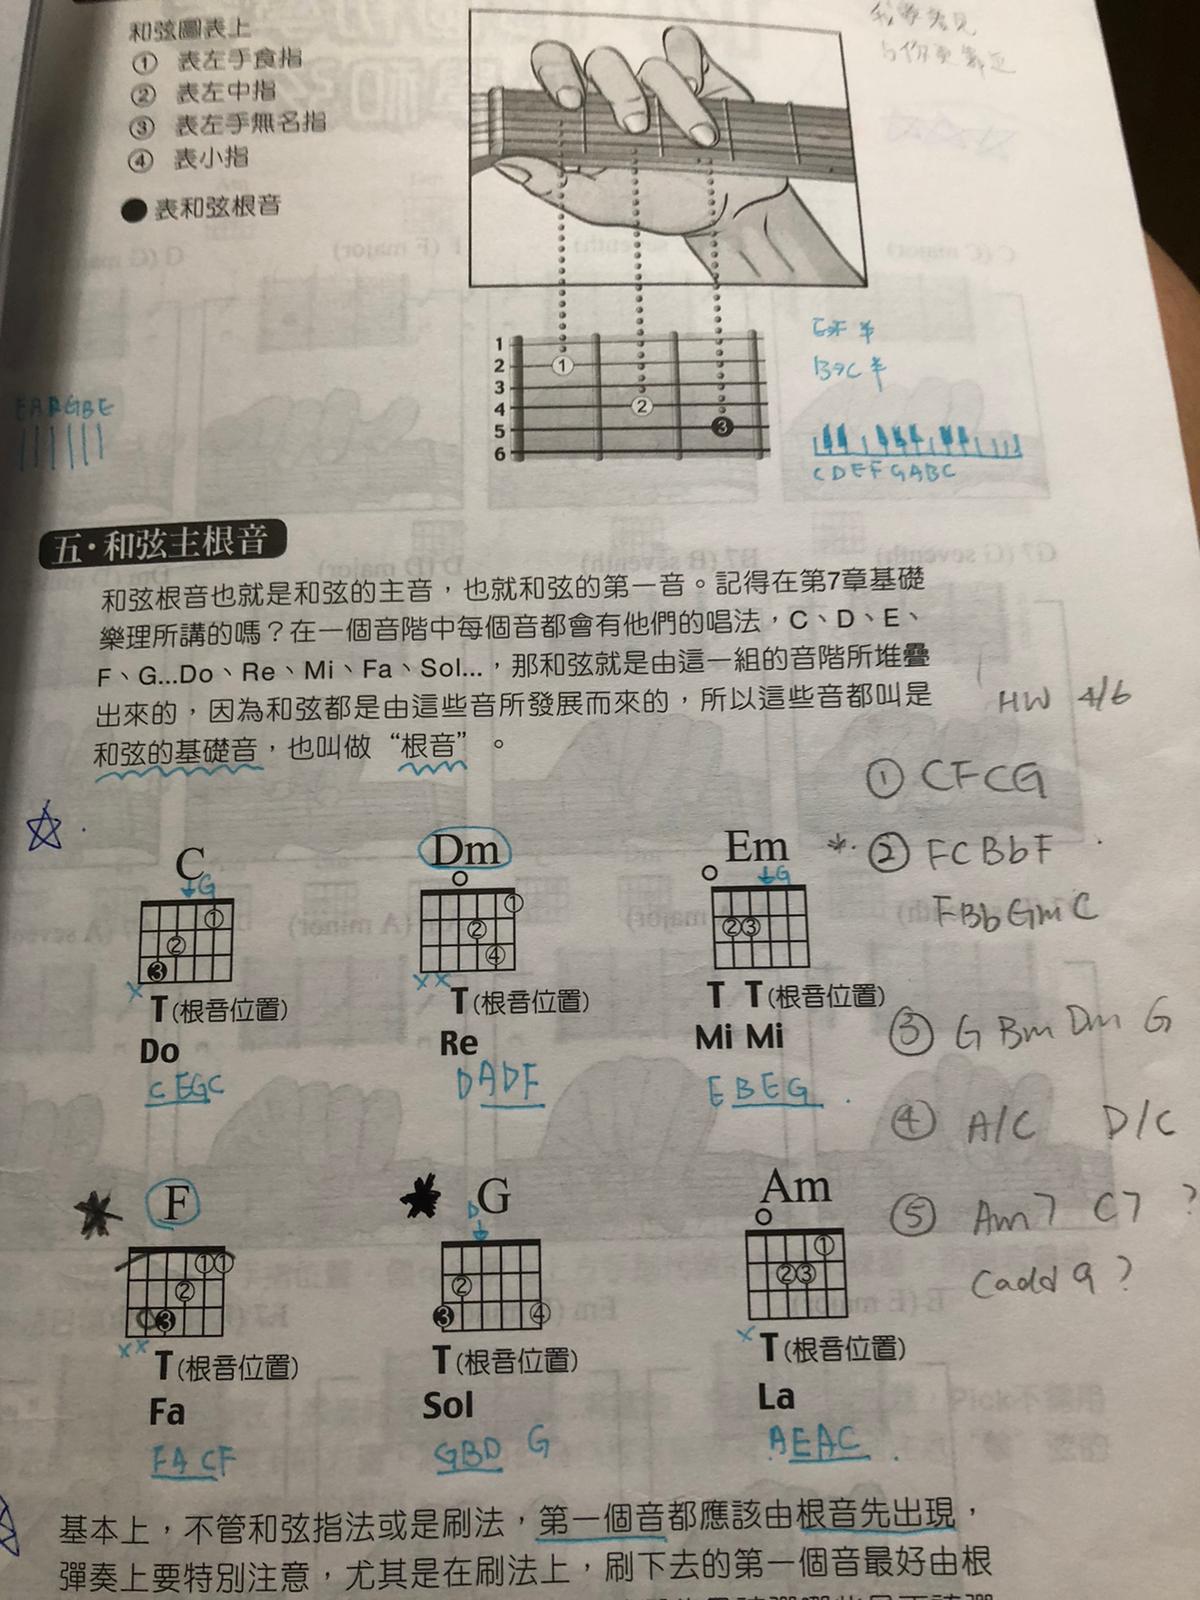 和弦圖表上
① 表左手食指
② 表左中指
③ 表左手無名指
④ 表小指
● 表和弦根音
與你更靠近
1
2
3
4
5
6
1
2
3
B→C 半
EADGBE
CDEFGABC
五·和弦主根音
和弦根音也就是和弦的主音，也就和弦的第一音。記得在第7章基礎
樂理所講的嗎？在一個音階中每個音都會有他們的唱法，C、D、E、
F、G...Do、Re、Mi、Fa、Sol...，那和弦就是由這一組的音階所堆疊
出來的，因為和弦都是由這些音所發展而來的，所以這些音都叫是
和弦的基礎音，也叫做“根音”。
HW 4/6
① CFCG
② FCBbF
FBbGmC
③ G Bm Dm G
④ A/C D/C
⑤ Am7 C7 ?
Cadd9?
C Dm Em
G G
① ② ③
① ② ④
② ③
T(根音位置) T(根音位置) T T(根音位置)
Do Re Mi Mi
CEGC DADF EBEG
F G Am
D
① ① ② ③
② ③ ④
① ② ③
T(根音位置) T(根音位置) T(根音位置)
Fa Sol La
FACF GBD G AEAC
基本上，不管和弦指法或是刷法，第一個音都應該由根音先出現，
彈奏上要特別注意，尤其是在刷法上，刷下去的第一個音最好由根